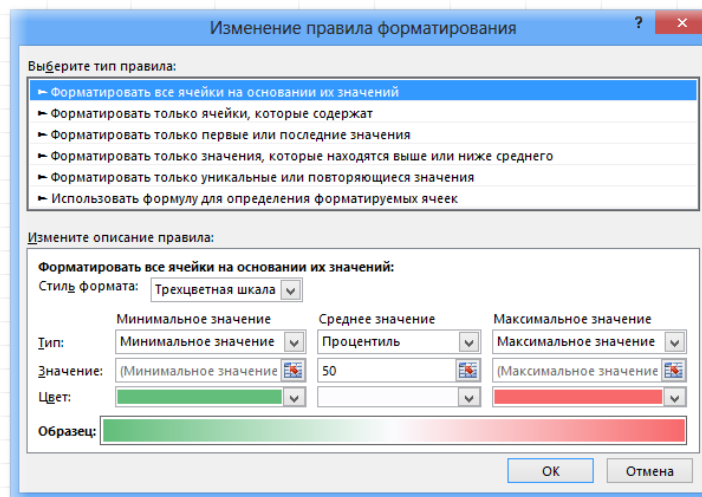 Изменение правила форматирования ?
Выберите тип правила:
► Форматировать все ячейки на основании их значений
► Форматировать только ячейки, которые содержат
► Форматировать только первые или последние значения
► Форматировать только значения, которые находятся выше или ниже среднего
► Форматировать только уникальные или повторяющиеся значения
► Использовать формулу для определения форматируемых ячеек
Измените описание правила:
Форматировать все ячейки на основании их значений:
Стиль формата: Трехцветная шкала
Минимальное значение Среднее значение Максимальное значение
Тип: Минимальное значение Процентиль Максимальное значение
Значение: (Минимальное значение 50 (Максимальное значение
Цвет:
Образец:
ОК Отмена